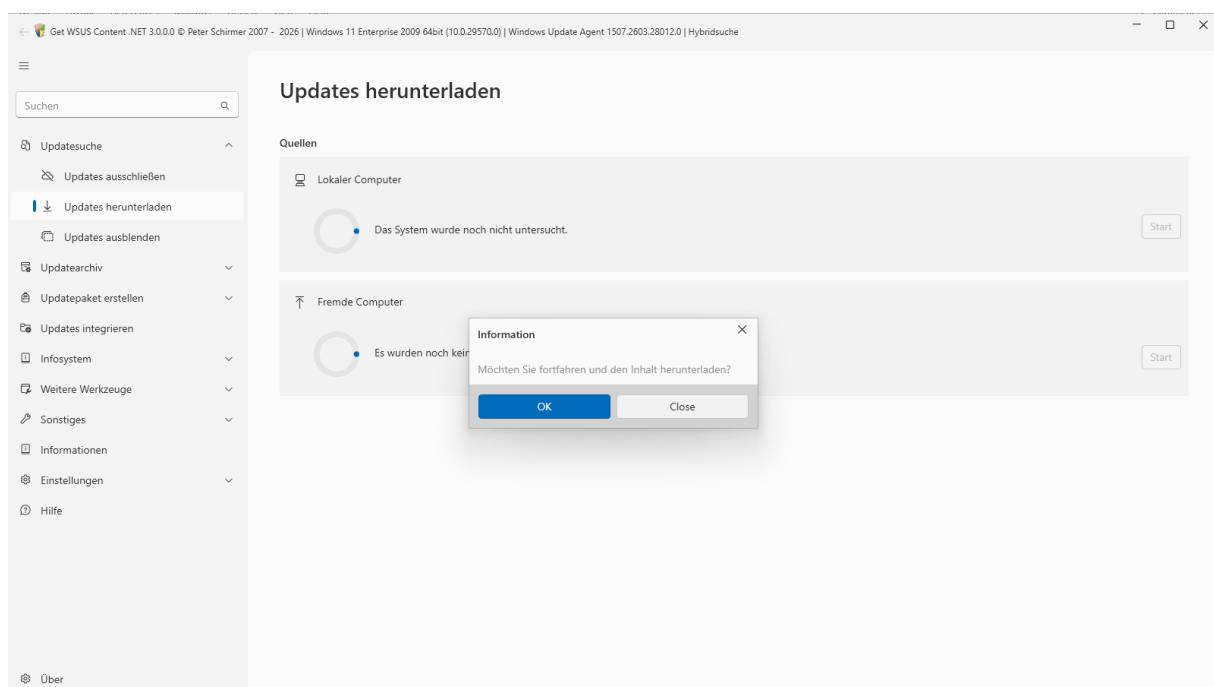 Get WSUS Content .NET 3.0.0.0 © Peter Schirmer 2007 - 2026 | Windows 11 Enterprise 2009 64bit (10.0.29570.0) | Windows Update Agent 1507.2603.28012.0 | Hybridsuche
Suchen
Updatesuche
Updates ausschließen
Updates herunterladen
Updates ausblenden
Updatearchiv
Updatepaket erstellen
Updates integrieren
Infosystem
Weitere Werkzeuge
Sonstiges
Informationen
Einstellungen
Hilfe
Über
Updates herunterladen
Quellen
Lokaler Computer
Das System wurde noch nicht untersucht.
Start
Fremde Computer
Es wurden noch keir
Start
Information
Möchten Sie fortfahren und den Inhalt herunterladen?
OK
Close